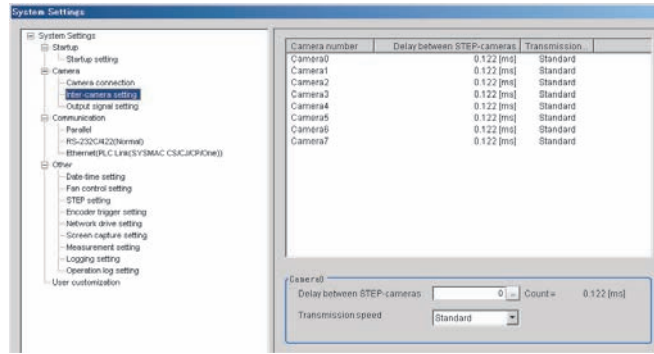 System Settings
System Settings
Startup
Startup setting
Camera
Camera connection
Inter-camera setting
Output signal setting
Communication
Parallel
RS-232C/422(Normal)
Ethernet(PLC Link(SYSMAC CS/CJ/CP/One))
Other
Date-time setting
Fan control setting
STEP setting
Encoder trigger setting
Network drive setting
Screen capture setting
Measurement setting
Logging setting
Operation log setting
User customization
Camera number Delay between STEP-cameras Transmission...
Camera0 0.122 [ms] Standard
Camera1 0.122 [ms] Standard
Camera2 0.122 [ms] Standard
Camera3 0.122 [ms] Standard
Camera4 0.122 [ms] Standard
Camera5 0.122 [ms] Standard
Camera6 0.122 [ms] Standard
Camera7 0.122 [ms] Standard
Camera0
Delay between STEP-cameras 0 ... Count= 0.122 [ms]
Transmission speed Standard